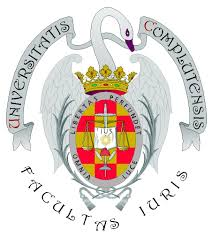 UNIVERSITATIS COMPLUTENSIS
LIBERTAS PERFUNDET
OMNIA LUCE
IUS
FACULTAS IURIS